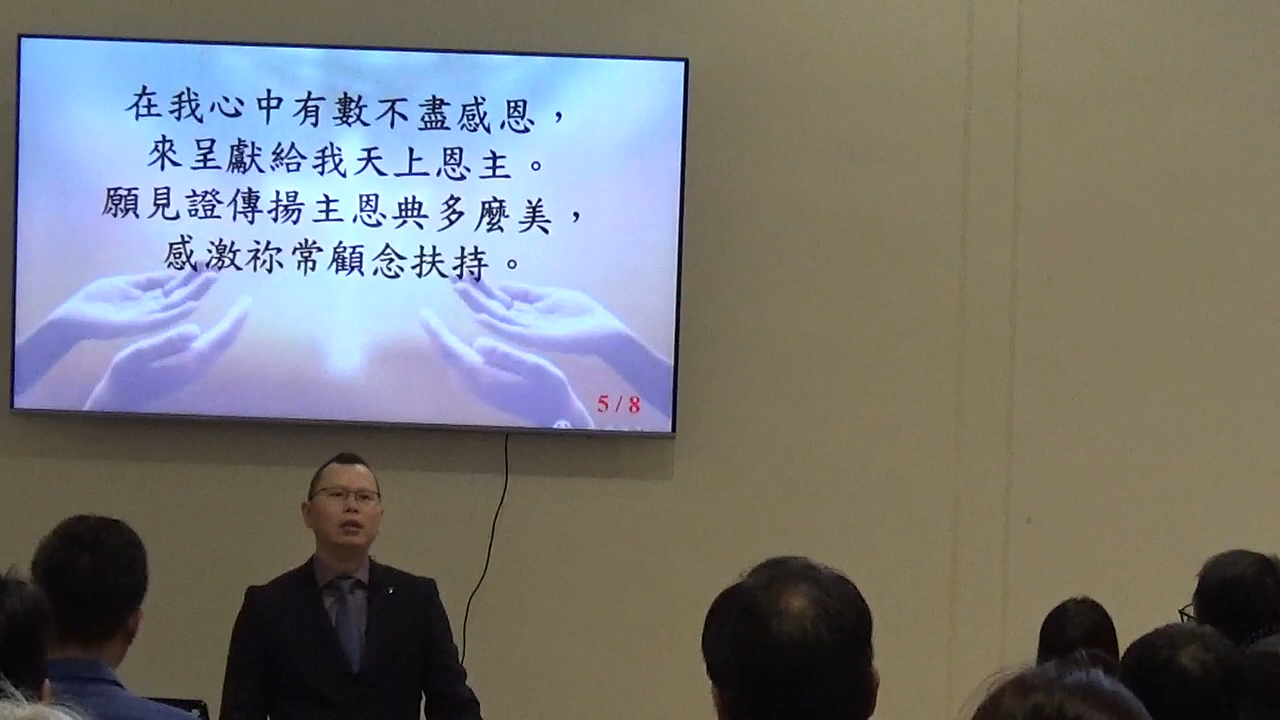 在我心中有數不盡感恩，
來呈獻給我天上恩主。
願見證傳揚主恩典多麼美，
感激祢常顧念扶持。
5 / 8